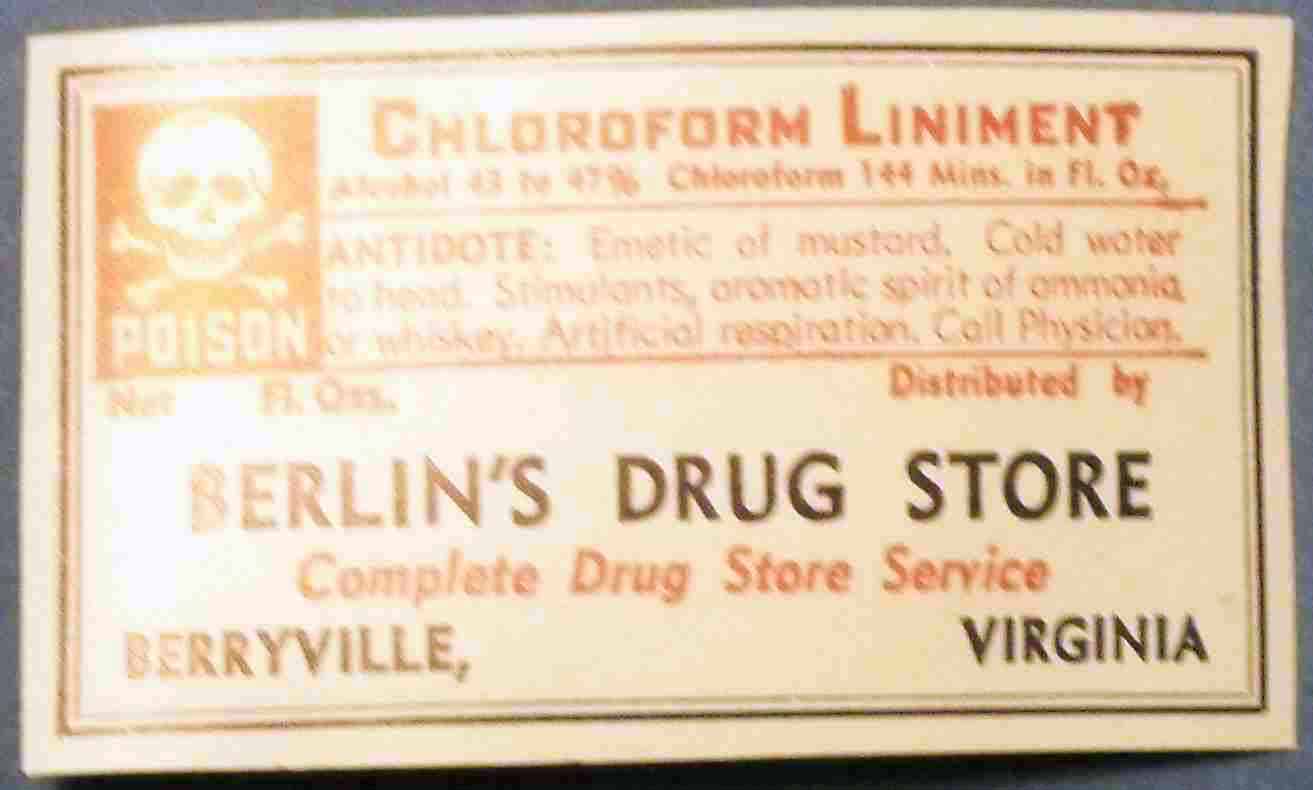 CHLOROFORM LINIMENT
Alcohol 43 to 47% Chloroform 144 Mins. in Fl. Oz.
POISON
ANTIDOTE: Emetic of mustard. Cold water
to head. Stimulants, aromatic spirit of ammonia
or whiskey. Artificial respiration. Call Physician.
Net Fl. Ozs.
Distributed by
BERLIN'S DRUG STORE
Complete Drug Store Service
BERRYVILLE, VIRGINIA